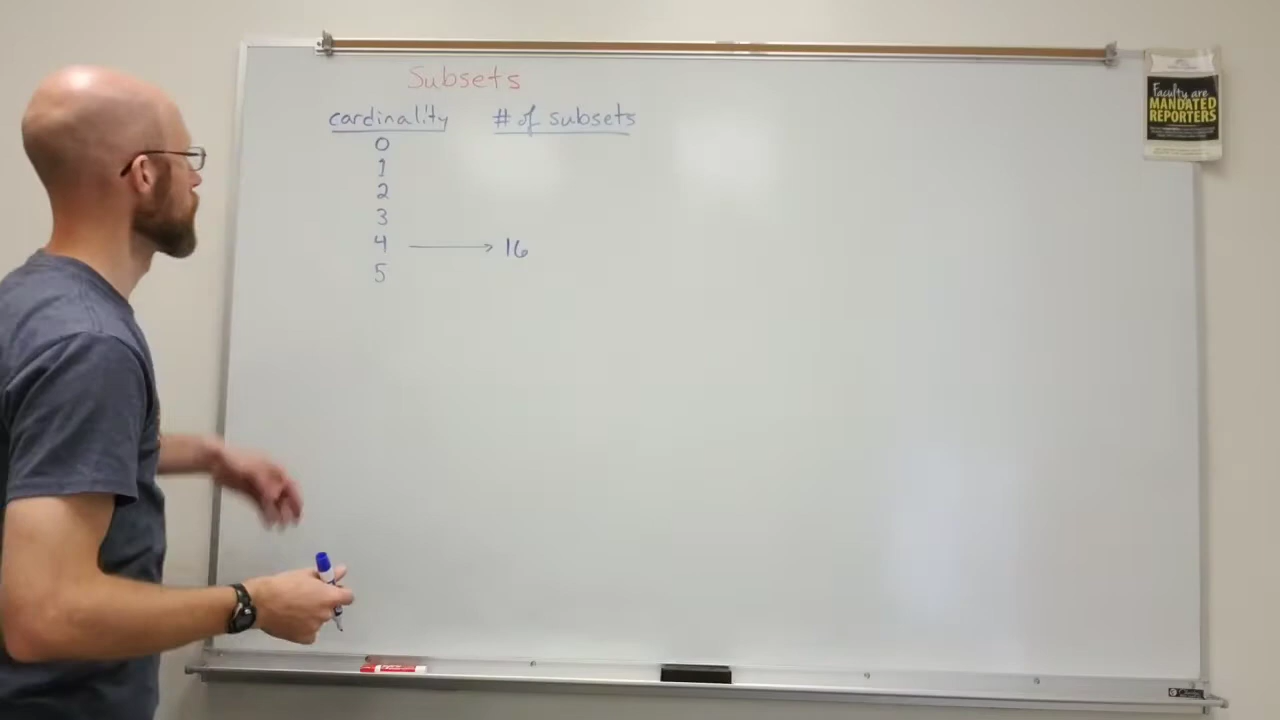 Subsets
cardinality # of subsets
0
1
2
3
4 → 16
5
Faculty are
MANDATED
REPORTERS